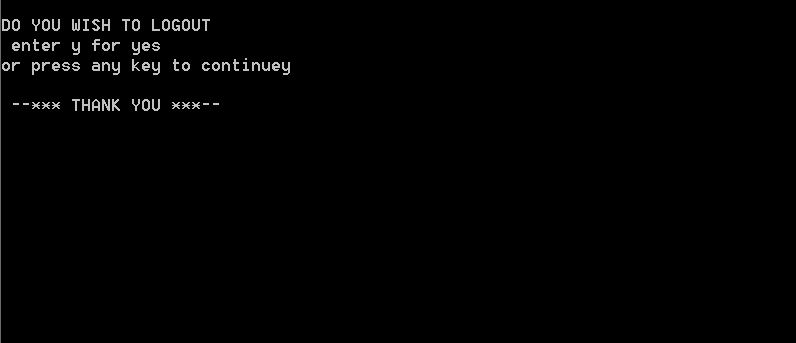 DO YOU WISH TO LOGOUT
enter y for yes
or press any key to continuey
--*** THANK YOU ***--